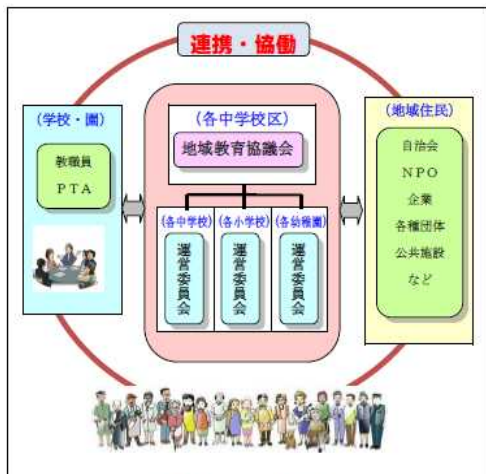 連携・協働
(学校・園)
教職員
PTA
(各中学校区)
地域教育協議会
(各中学校)
運営委員会
(各小学校)
運営委員会
(各幼稚園)
運営委員会
(地域住民)
自治会
NPO
企業
各種団体
公共施設
など